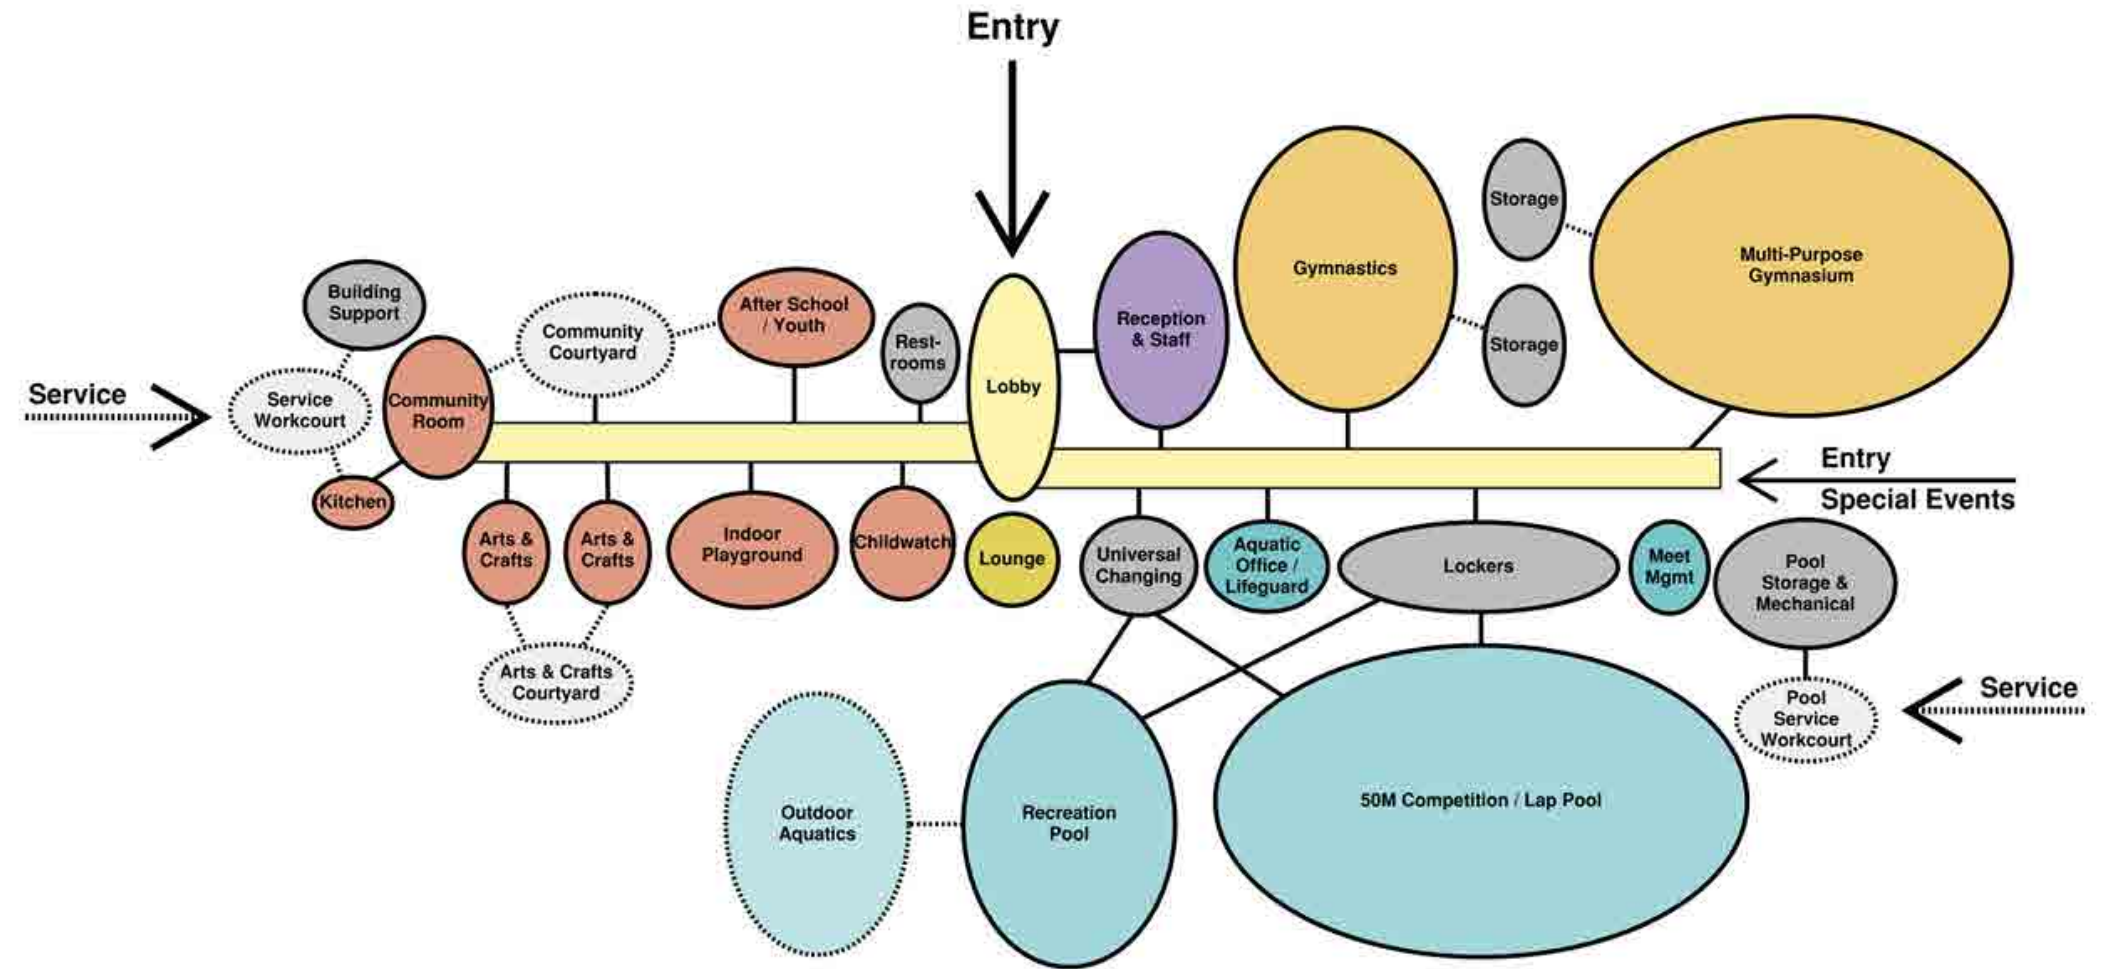 Entry
Storage
Multi-Purpose
Gymnasium
Gymnastics
Building
Support
After School
/ Youth
Community
Courtyard
Reception
& Staff
Rest-
rooms
Storage
Service
Service
Workcourt
Community
Room
Lobby
Entry
Special Events
Kitchen
Arts &
Crafts
Arts &
Crafts
Indoor
Playground
Childwatch
Lounge
Universal
Changing
Aquatic
Office /
Lifeguard
Lockers
Meet
Mgmt
Pool
Storage &
Mechanical
Arts & Crafts
Courtyard
Pool
Service
Workcourt
Service
Outdoor
Aquatics
Recreation
Pool
50M Competition / Lap Pool